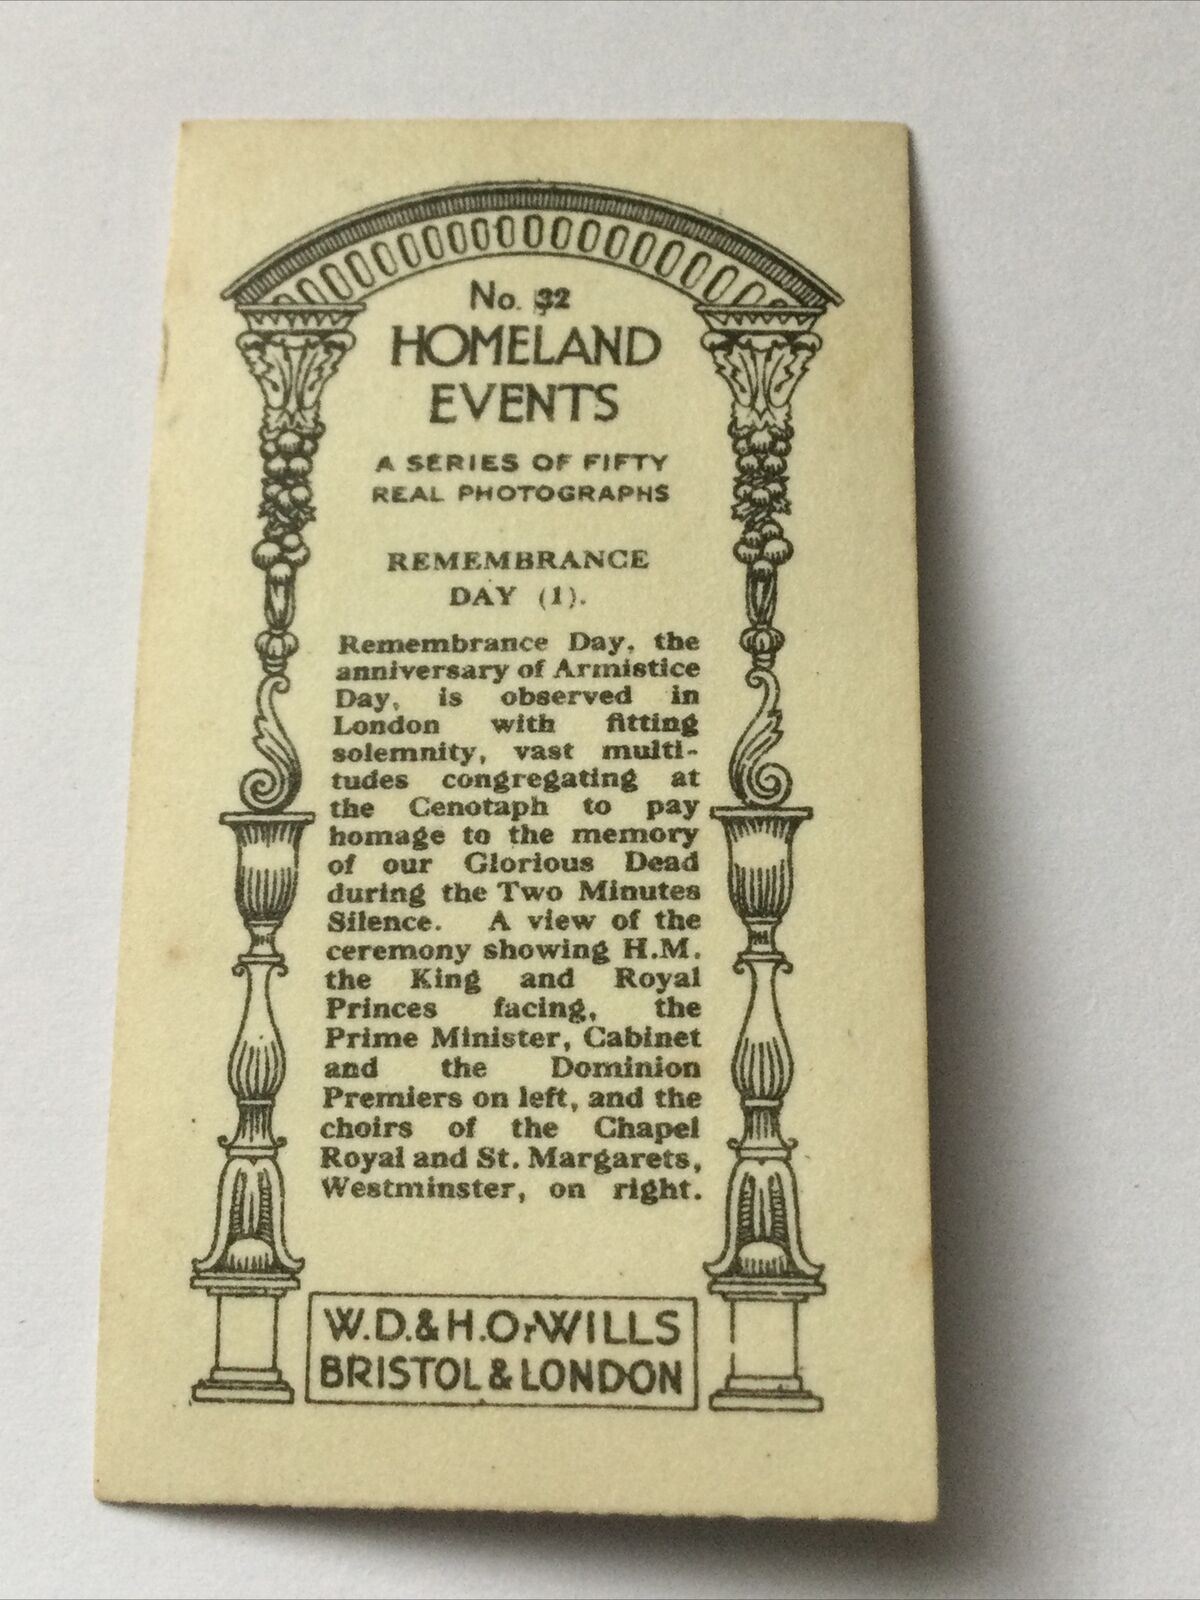 No. 32
HOMELAND
EVENTS
A SERIES OF FIFTY
REAL PHOTOGRAPHS
REMEMBRANCE
DAY (1).
Remembrance Day, the
anniversary of Armistice
Day, is observed in
London with fitting
solemnity, vast multi-
tudes congregating at
the Cenotaph to pay
homage to the memory
of our Glorious Dead
during the Two Minutes
Silence. A view of the
ceremony showing H.M.
the King and Royal
Princes facing, the
Prime Minister, Cabinet
and the Dominion
Premiers on left, and the
choirs of the Chapel
Royal and St. Margarets,
Westminster, on right.
W.D.& H.O. WILLS
BRISTOL & LONDON